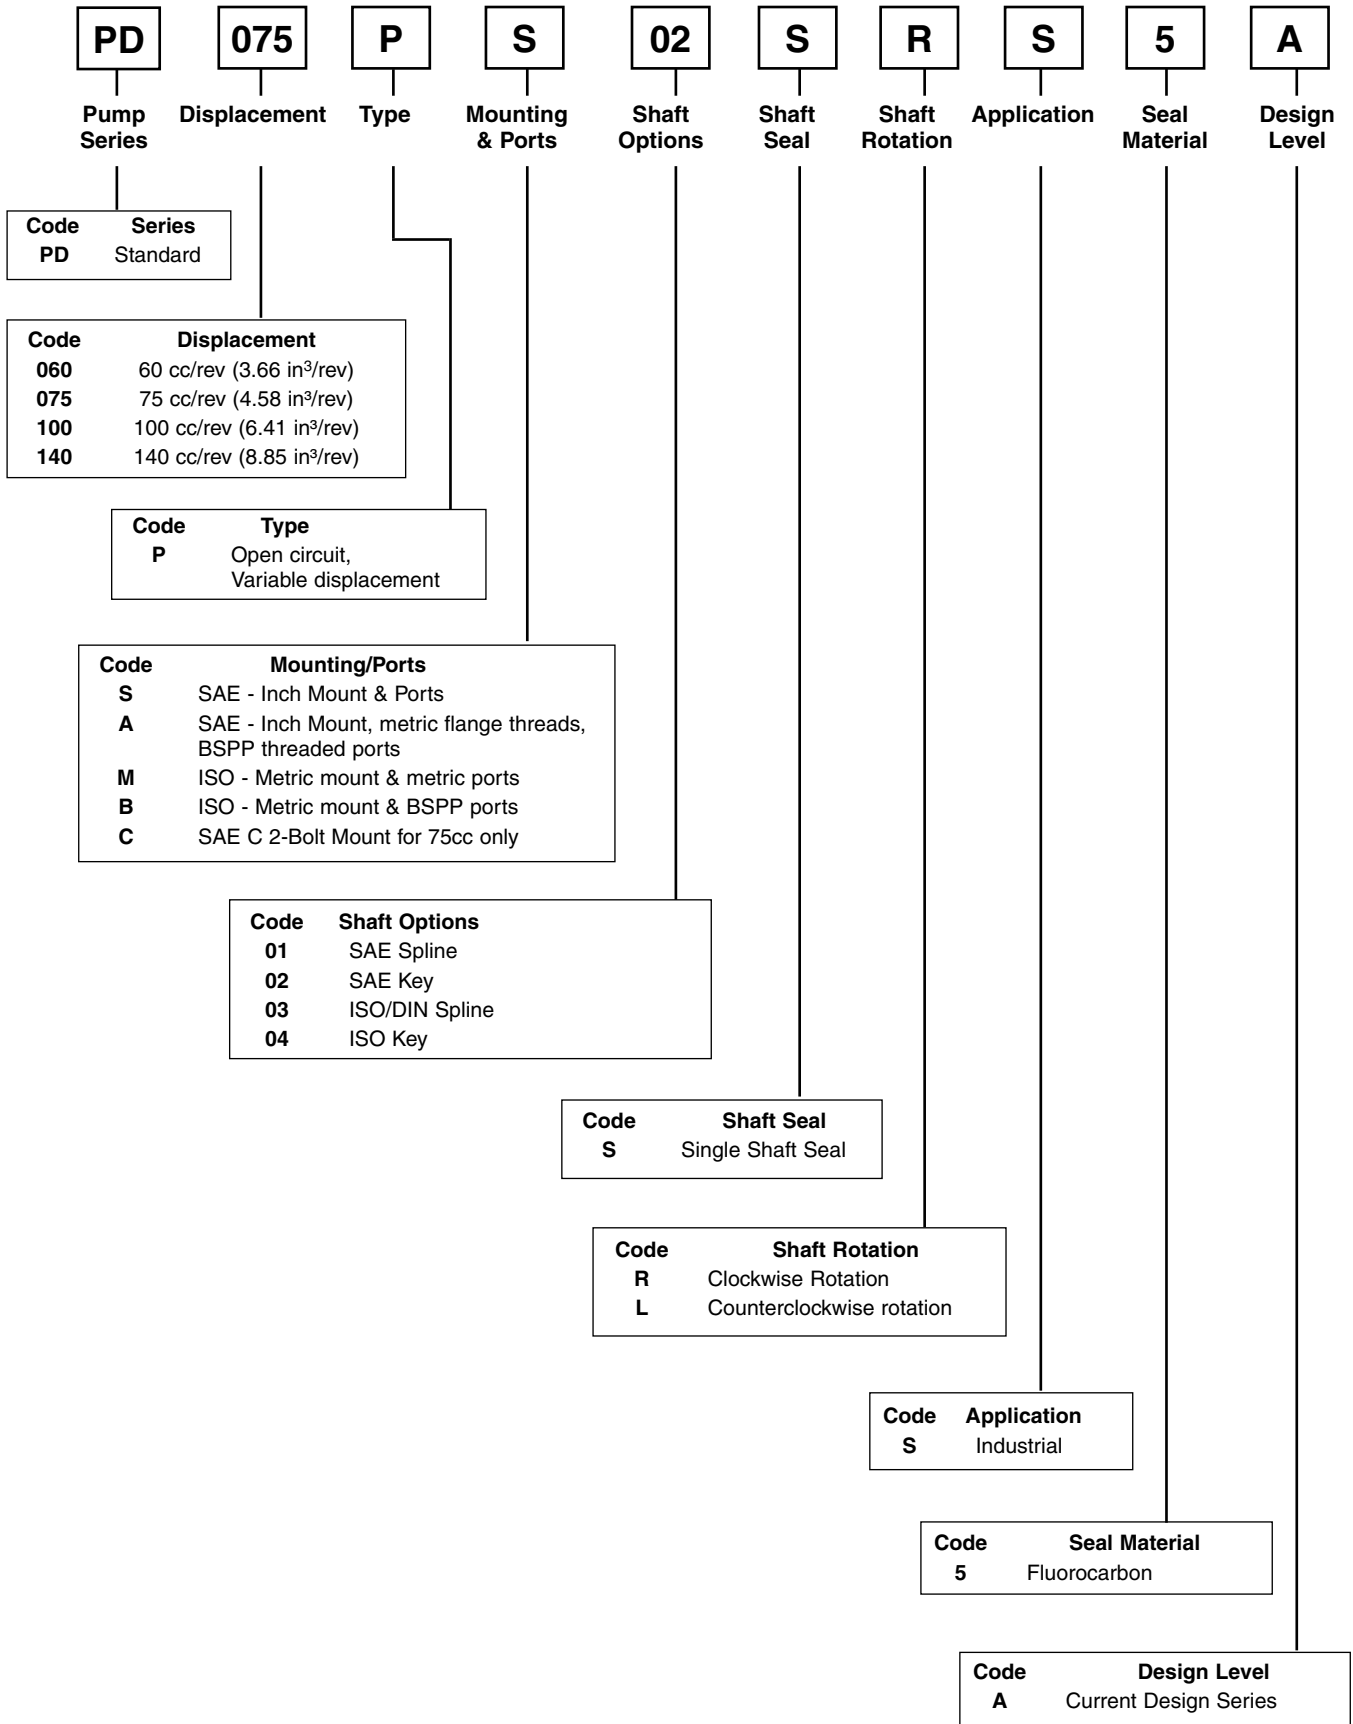 PD 075 P S 02 S R S 5 A
Pump Displacement Type Mounting Shaft Shaft Shaft Application Seal Design
Series & Ports Options Seal Rotation Material Level
Code Series
PD Standard
Code Displacement
060 60 cc/rev (3.66 in³/rev)
075 75 cc/rev (4.58 in³/rev)
100 100 cc/rev (6.41 in³/rev)
140 140 cc/rev (8.85 in³/rev)
Code Type
P Open circuit,
Variable displacement
Code Mounting/Ports
S SAE - Inch Mount & Ports
A SAE - Inch Mount, metric flange threads,
BSPP threaded ports
M ISO - Metric mount & metric ports
B ISO - Metric mount & BSPP ports
C SAE C 2-Bolt Mount for 75cc only
Code Shaft Options
01 SAE Spline
02 SAE Key
03 ISO/DIN Spline
04 ISO Key
Code Shaft Seal
S Single Shaft Seal
Code Shaft Rotation
R Clockwise Rotation
L Counterclockwise rotation
Code Application
S Industrial
Code Seal Material
5 Fluorocarbon
Code Design Level
A Current Design Series